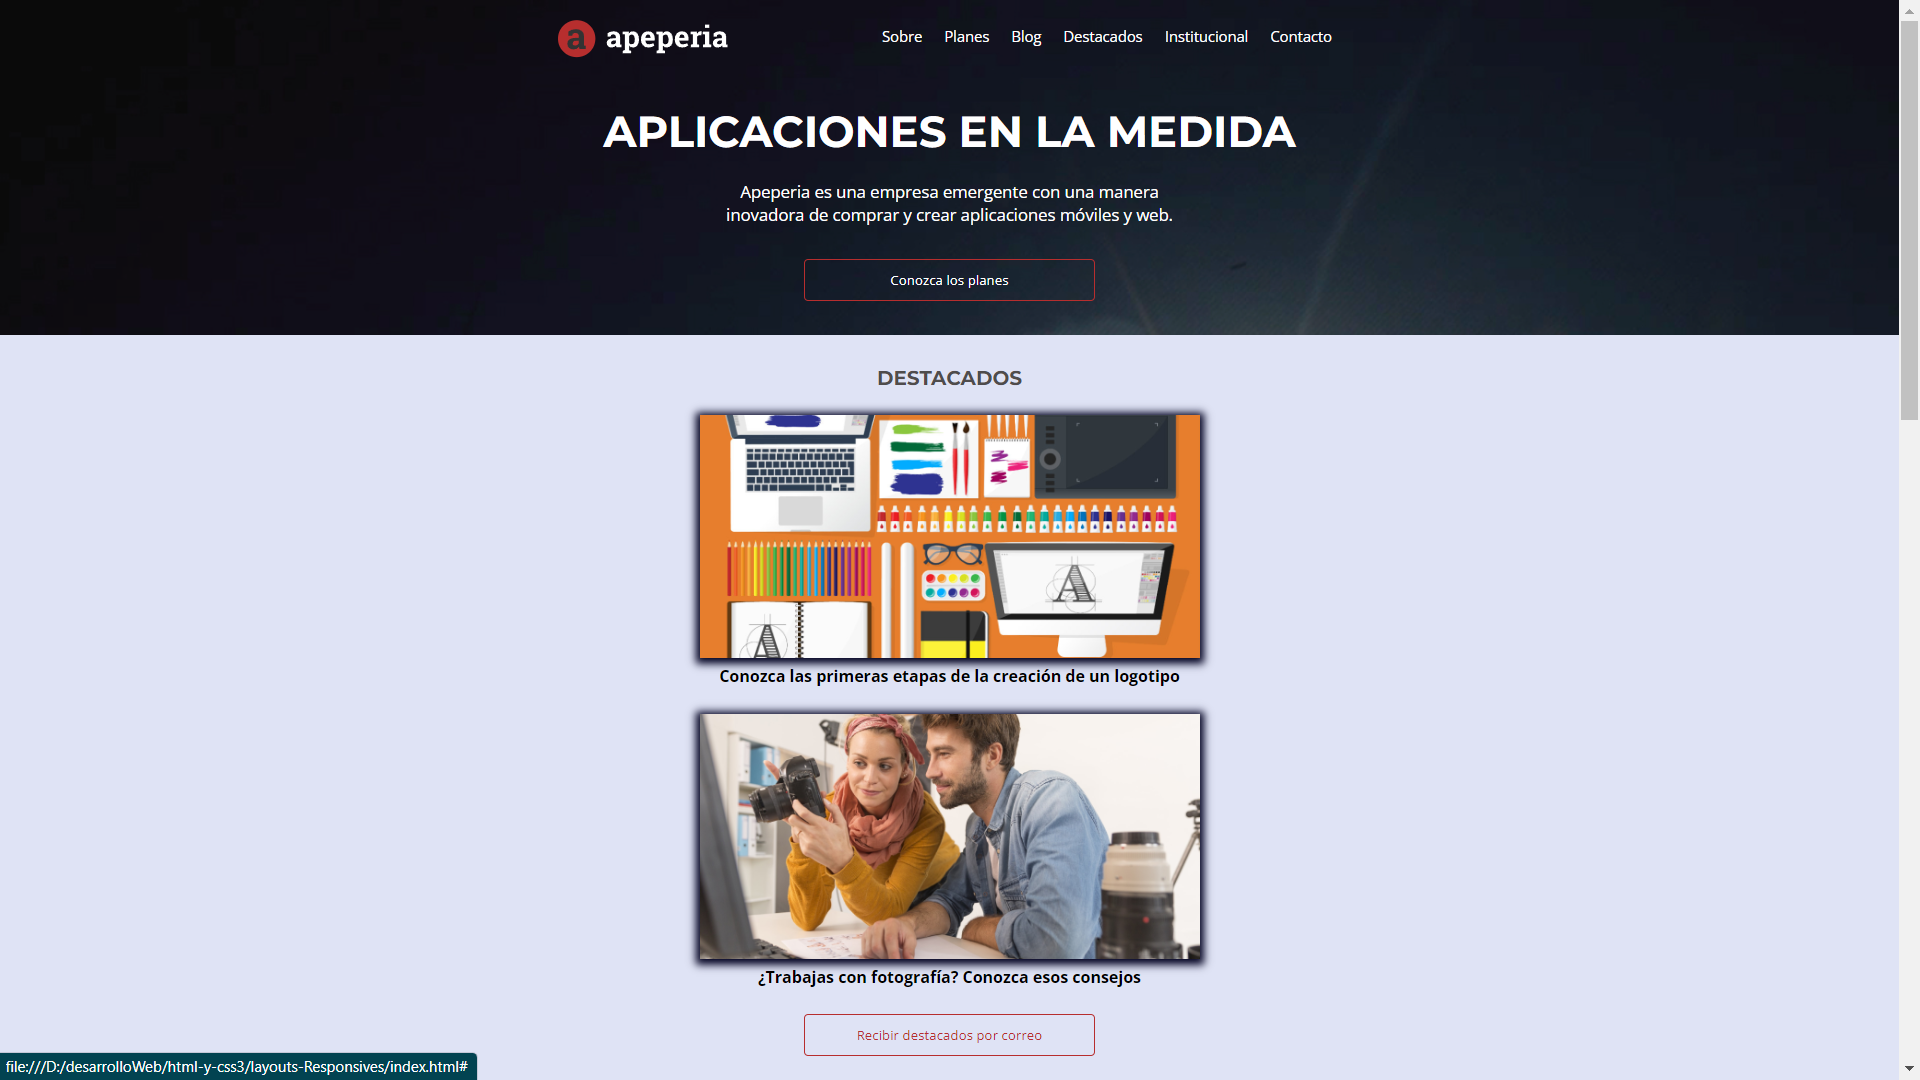 a apeperia
Sobre Planes Blog Destacados Institucional Contacto
APLICACIONES EN LA MEDIDA
Apeperia es una empresa emergente con una manera
inovadora de comprar y crear aplicaciones móviles y web.
Conozca los planes
DESTACADOS
A
A
Conozca las primeras etapas de la creación de un logotipo
¿Trabajas con fotografía? Conozca esos consejos
Recibir destacados por correo
file:///D:/desarrolloWeb/html-y-css3/layouts-Responsives/index.html#